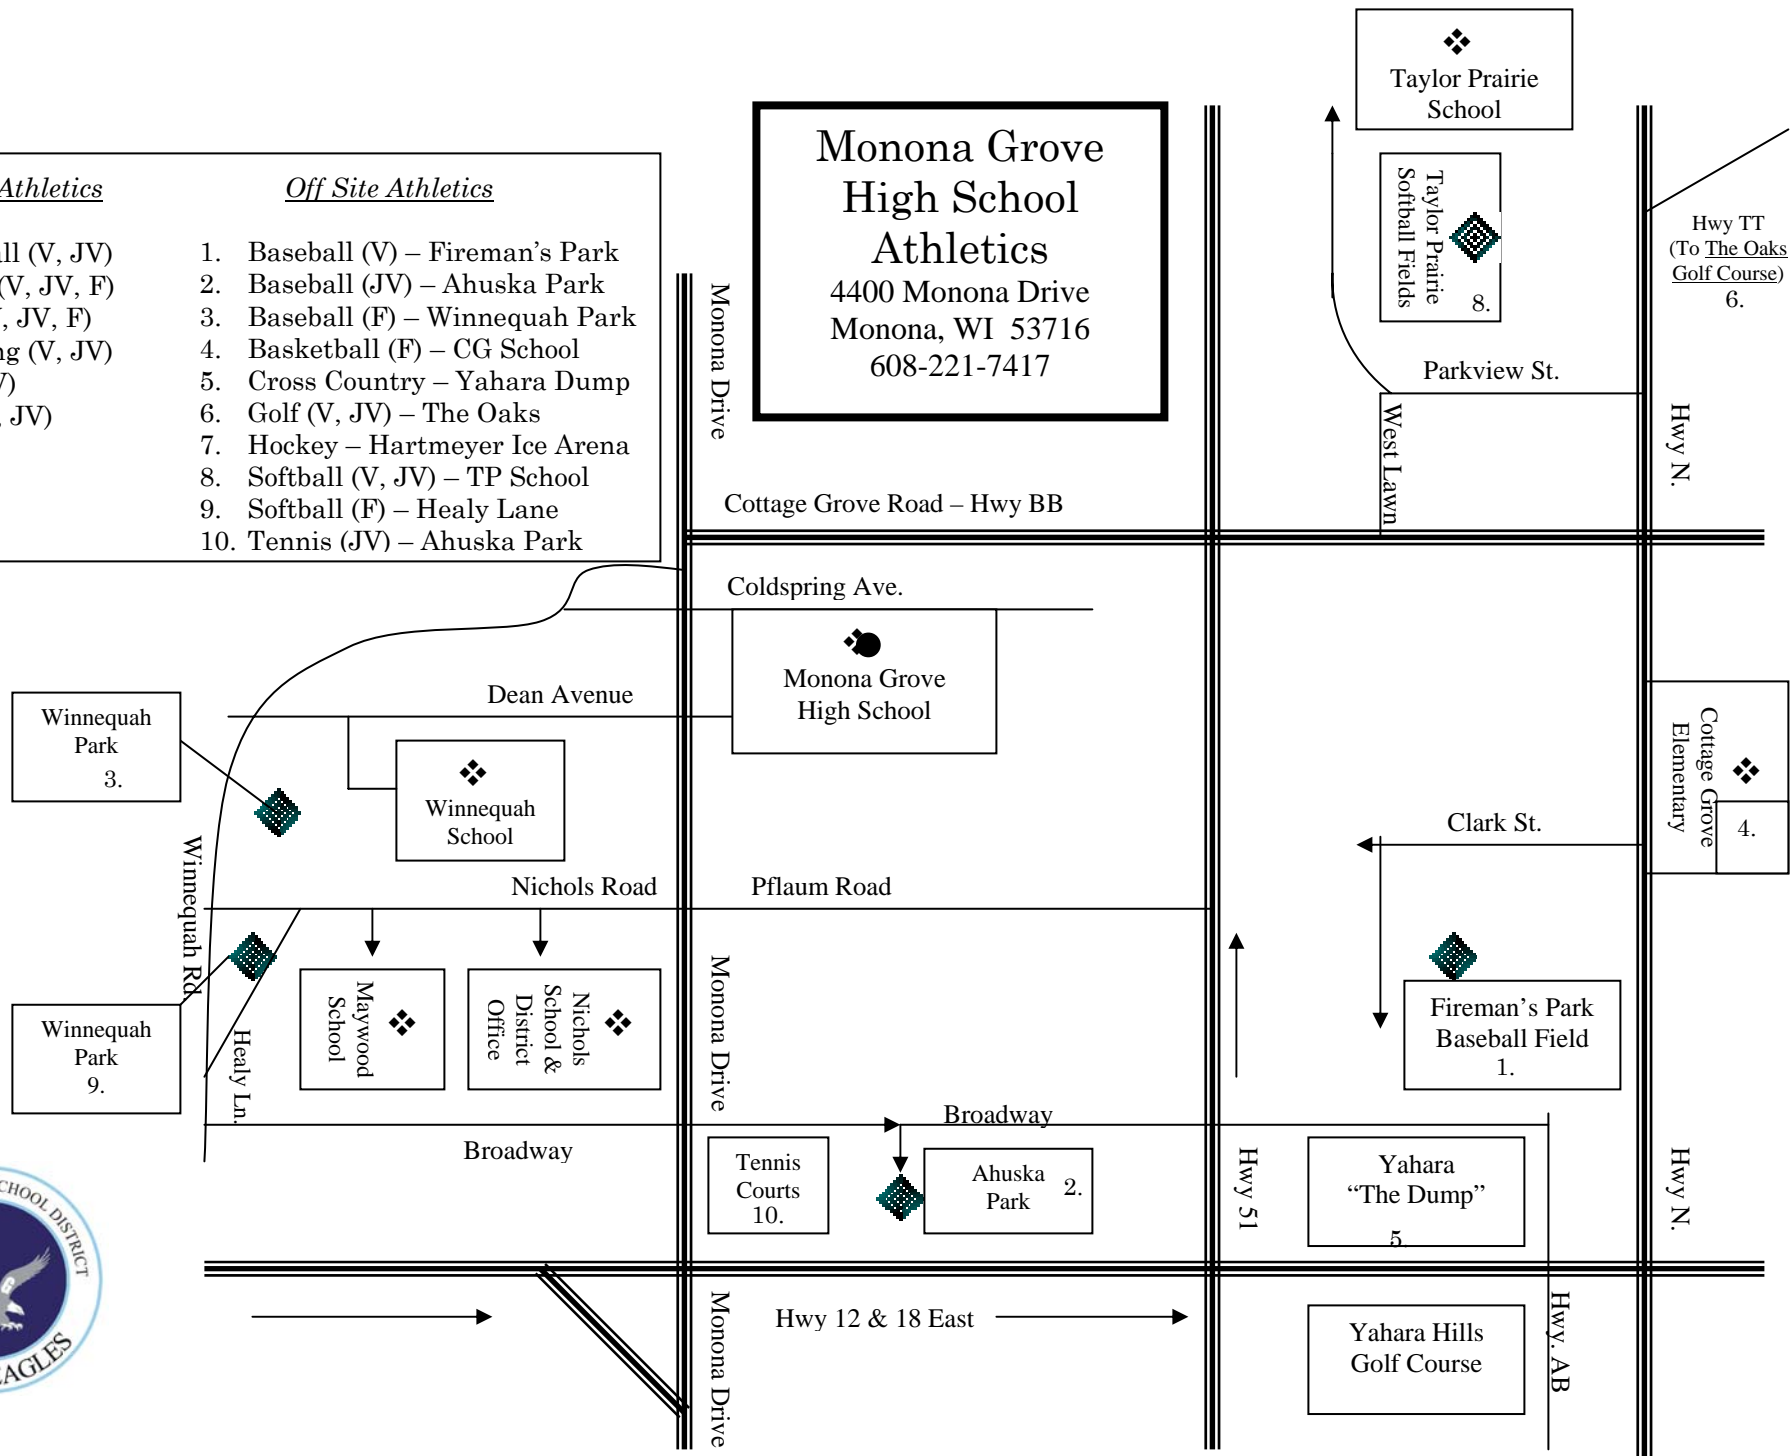 Taylor Prairie
School
Monona Grove
High School
Athletics
4400 Monona Drive
Monona, WI  53716
608-221-7417
Athletics
ll (V, JV)
(V, JV, F)
, JV, F)
ng (V, JV)
V)
, JV)
Off Site Athletics
1. Baseball (V) – Fireman's Park
2. Baseball (JV) – Ahuska Park
3. Baseball (F) – Winnequah Park
4. Basketball (F) – CG School
5. Cross Country – Yahara Dump
6. Golf (V, JV) – The Oaks
7. Hockey – Hartmeyer Ice Arena
8. Softball (V, JV) – TP School
9. Softball (F) – Healy Lane
10. Tennis (JV) – Ahuska Park
Monona Drive
Taylor Prairie
Softball Fields
8.
Hwy TT
(To The Oaks
Golf Course)
6.
Parkview St.
West Lawn
Hwy N.
Cottage Grove Road – Hwy BB
Coldspring Ave.
Monona Grove
High School
Dean Avenue
Winnequah
Park
3.
Winnequah
School
Cottage Grove
Elementary
4.
Clark St.
Winnequah Rd
Nichols Road
Pflaum Road
Winnequah
Park
9.
Healy Ln.
Maywood
School
Nichols
School &
District
Office
Monona Drive
Fireman's Park
Baseball Field
1.
Broadway
Broadway
Tennis
Courts
10.
Ahuska
Park
2.
Hwy 51
Yahara
“The Dump”
5.
Hwy N.
CHOOL DISTRICT
EAGLES
Monona Drive
Hwy 12 & 18 East
Yahara Hills
Golf Course
Hwy. AB